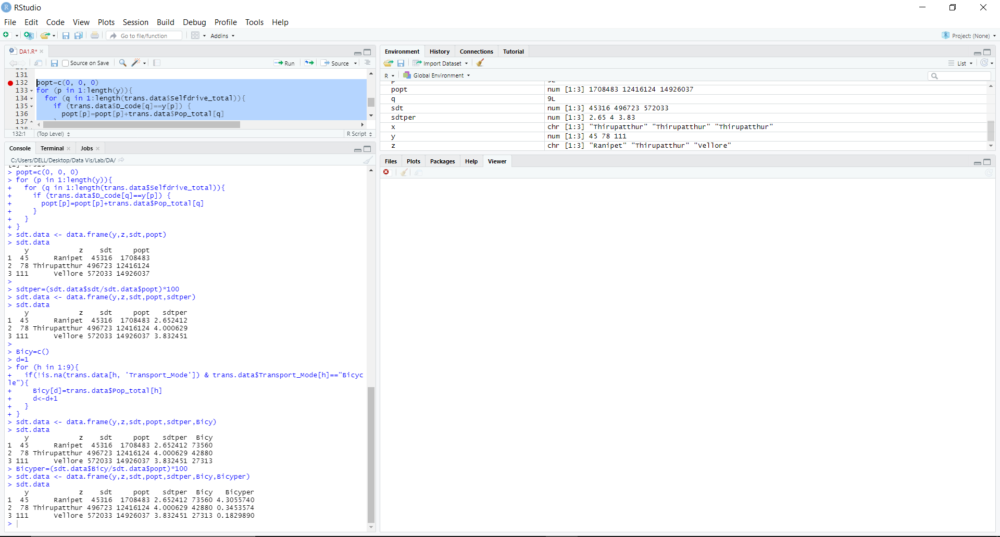 RStudio
File Edit Code View Plots Session Build Debug Profile Tools Help
Go to file/function Addins Project: (None)
DA1.R*
Source on Save Run Source
131
132 popt=c(0, 0, 0)
133 for (p in 1:length(y)){
134 for (q in 1:length(trans.data$Selfdrive_total)){
135 if (trans.data$D_code[q]==y[p]) {
136 popt[p]=popt[p]+trans.data$Pop_total[q]
137
138
132:1 (Top Level) R Script
Console Terminal Jobs
C:/Users/DELL/Desktop/Data Vis/Lab/DA/
[1] 27313
> popt=c(0, 0, 0)
> for (p in 1:length(y)){
+ for (q in 1:length(trans.data$Selfdrive_total)){
+ if (trans.data$D_code[q]==y[p]) {
+ popt[p]=popt[p]+trans.data$Pop_total[q]
+ }
+ }
+ }
> sdt.data <- data.frame(y,z,sdt,popt)
> sdt.data
y z sdt popt
1 45 Ranipet 45316 1708483
2 78 Thirupatthur 496723 12416124
3 111 Vellore 572033 14926037
>
> sdtper=(sdt.data$sdt/sdt.data$popt)*100
> sdt.data <- data.frame(y,z,sdt,popt,sdtper)
> sdt.data
y z sdt popt sdtper
1 45 Ranipet 45316 1708483 2.652412
2 78 Thirupatthur 496723 12416124 4.000629
3 111 Vellore 572033 14926037 3.832451
>
> Bicy=c()
> d=1
> for (h in 1:9){
+ if(!is.na(trans.data[h, 'Transport_Mode']) & trans.data$Transport_Mode[h]=="Bicyc
le"){
+ Bicy[d]=trans.data$Pop_total[h]
+ d<-d+1
+ }
+ }
> sdt.data <- data.frame(y,z,sdt,popt,sdtper,Bicy)
> sdt.data
y z sdt popt sdtper Bicy
1 45 Ranipet 45316 1708483 2.652412 73560
2 78 Thirupatthur 496723 12416124 4.000629 42880
3 111 Vellore 572033 14926037 3.832451 27313
> Bicyper=(sdt.data$Bicy/sdt.data$popt)*100
> sdt.data <- data.frame(y,z,sdt,popt,sdtper,Bicy,Bicyper)
> sdt.data
y z sdt popt sdtper Bicy Bicyper
1 45 Ranipet 45316 1708483 2.652412 73560 4.3055740
2 78 Thirupatthur 496723 12416124 4.000629 42880 0.3453574
3 111 Vellore 572033 14926037 3.832451 27313 0.1829890
>
Environment History Connections Tutorial
Import Dataset List
R Global Environment
p
popt num [1:3] 1708483 12416124 14926037
q 9L
sdt num [1:3] 45316 496723 572033
sdtper num [1:3] 2.65 4 3.83
x chr [1:3] "Thirupatthur" "Thirupatthur" "Thirupatthur"
y num [1:3] 45 78 111
z chr [1:3] "Ranipet" "Thirupatthur" "Vellore"
Files Plots Packages Help Viewer